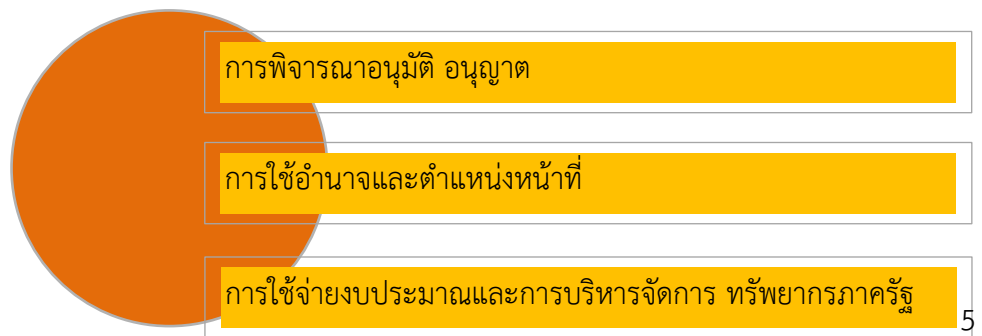 การพิจารณาอนุมัติ อนุญาต
การใช้อำนาจและตำแหน่งหน้าที่
การใช้จ่ายงบประมาณและการบริหารจัดการ ทรัพยากรภาครัฐ
5